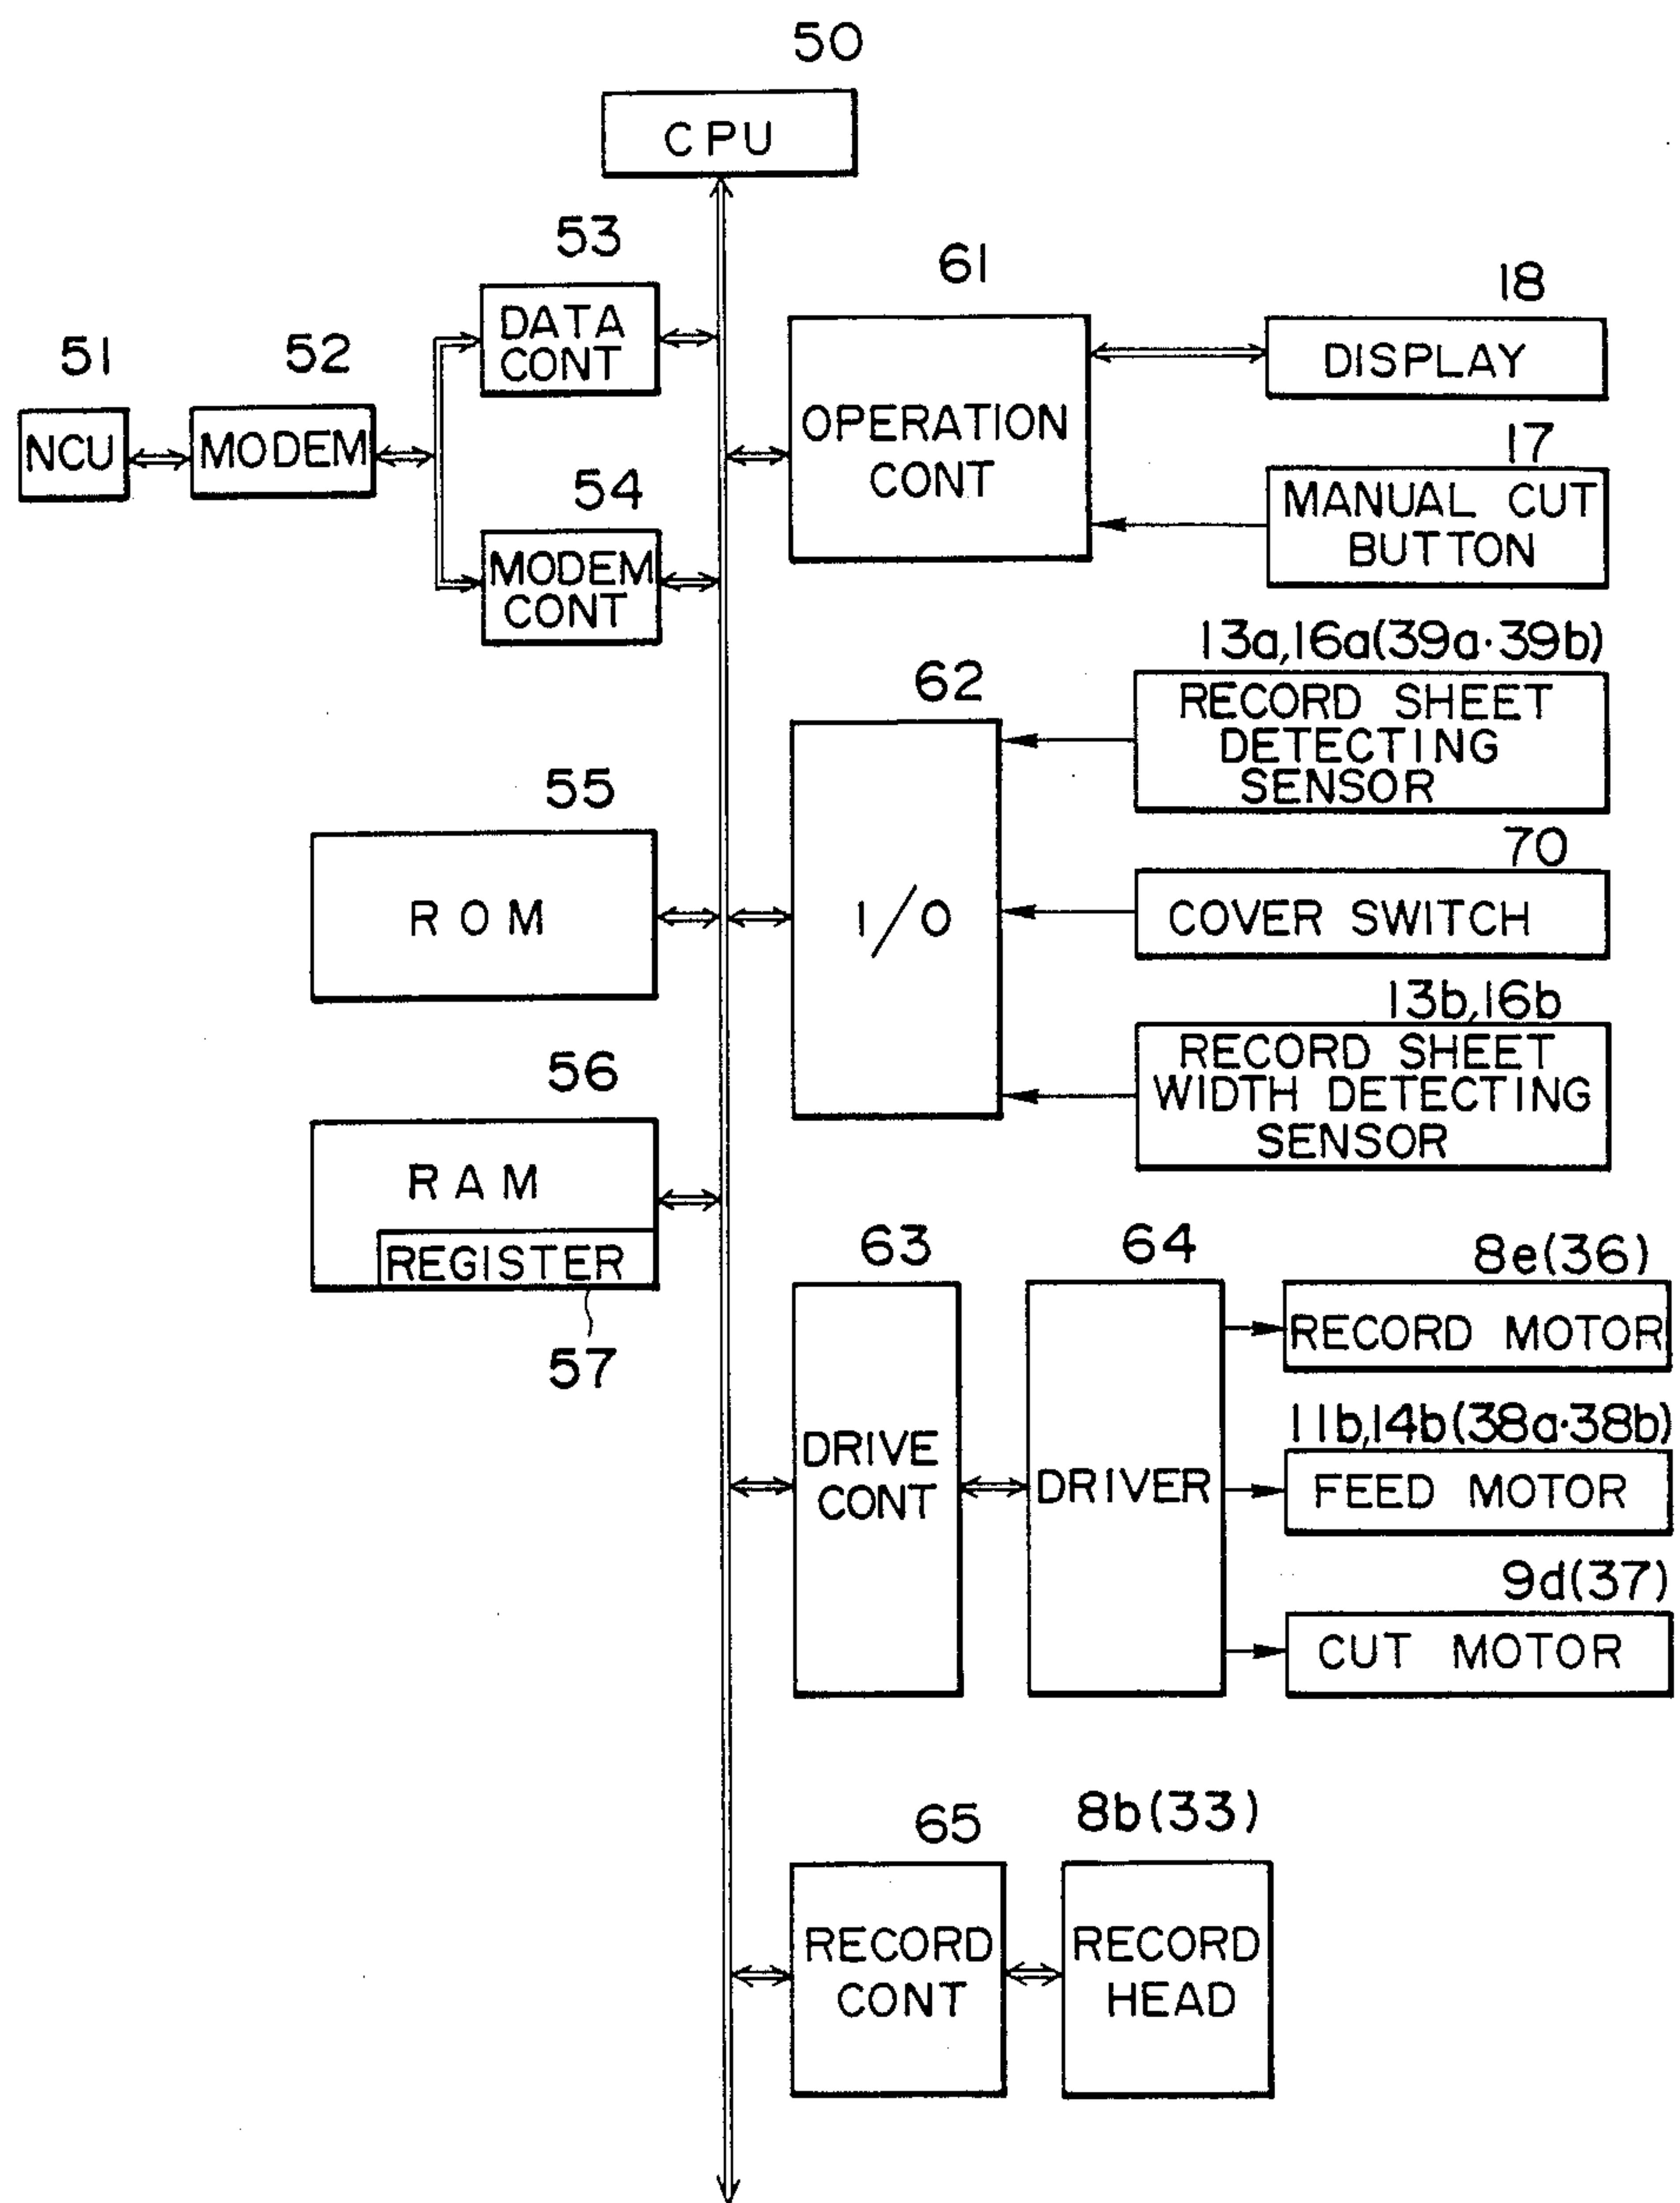 50
CPU
53
DATA
CONT
51
NCU
52
MODEM
54
MODEM
CONT
61
OPERATION
CONT
18
DISPLAY
17
MANUAL CUT
BUTTON
13a,16a(39a·39b)
RECORD SHEET
DETECTING
SENSOR
62
I/O
70
COVER SWITCH
13b,16b
RECORD SHEET
WIDTH DETECTING
SENSOR
55
ROM
56
RAM
REGISTER
57
63
DRIVE
CONT
64
DRIVER
8e(36)
RECORD MOTOR
11b,14b(38a·38b)
FEED MOTOR
9d(37)
CUT MOTOR
65
RECORD
CONT
8b(33)
RECORD
HEAD